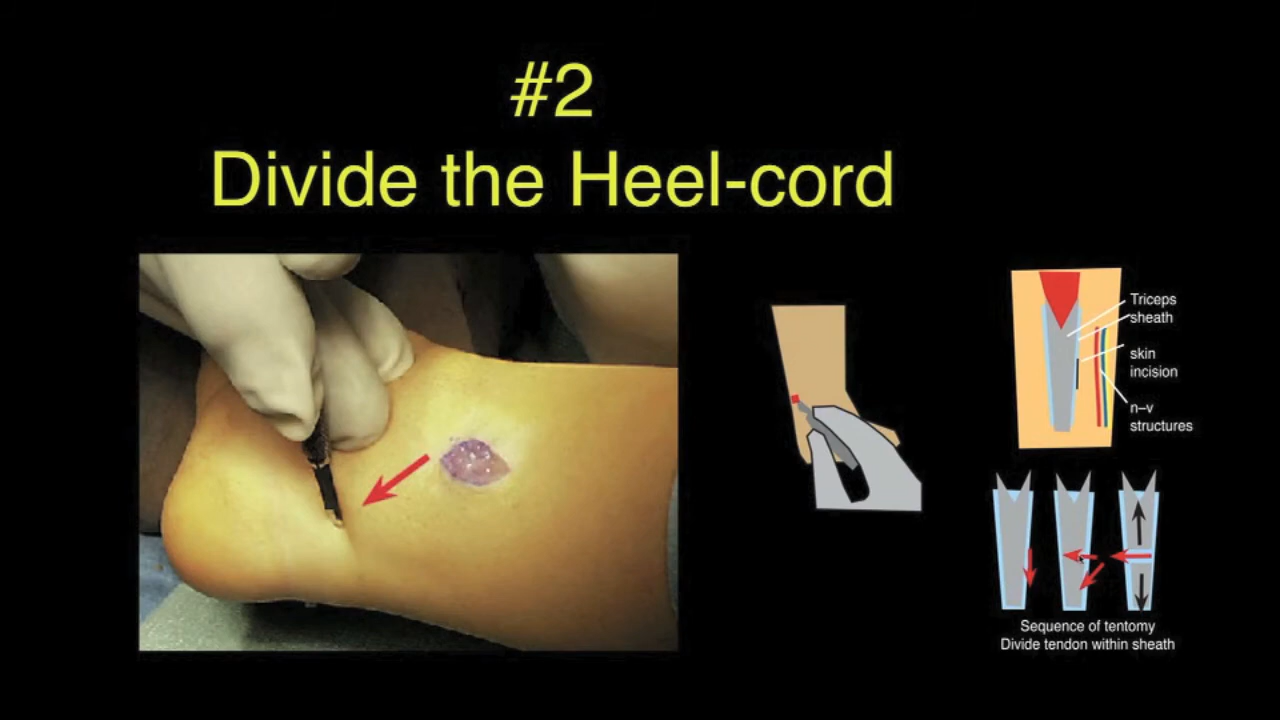 #2
Divide the Heel-cord
Triceps
sheath
skin
incision
n–v
structures
Sequence of tentomy
Divide tendon within sheath